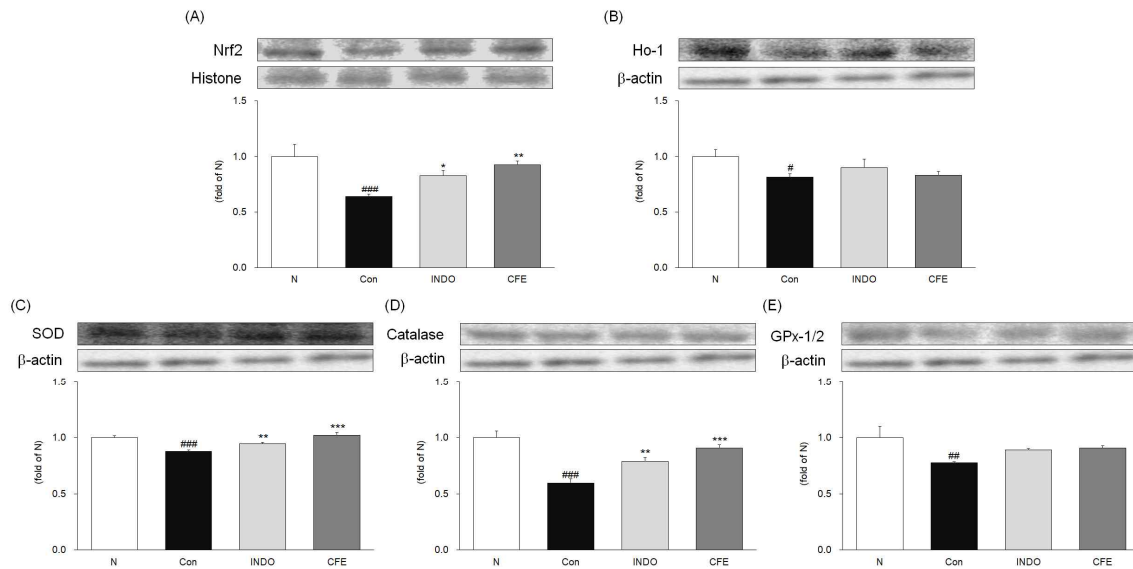 (A)
Nrf2
Histone
1.5
1.0
0.5
0.0
(fold of N)
###
*
**
N Con INDO CFE
(B)
Ho-1
β-actin
1.5
1.0
0.5
0.0
(fold of N)
#
N Con INDO CFE
(C)
SOD
β-actin
1.5
1.0
0.5
0.0
(fold of N)
###
**
***
N Con INDO CFE
(D)
Catalase
β-actin
1.5
1.0
0.5
0.0
(fold of N)
###
**
***
N Con INDO CFE
(E)
GPx-1/2
β-actin
1.5
1.0
0.5
0.0
(fold of N)
##
N Con INDO CFE